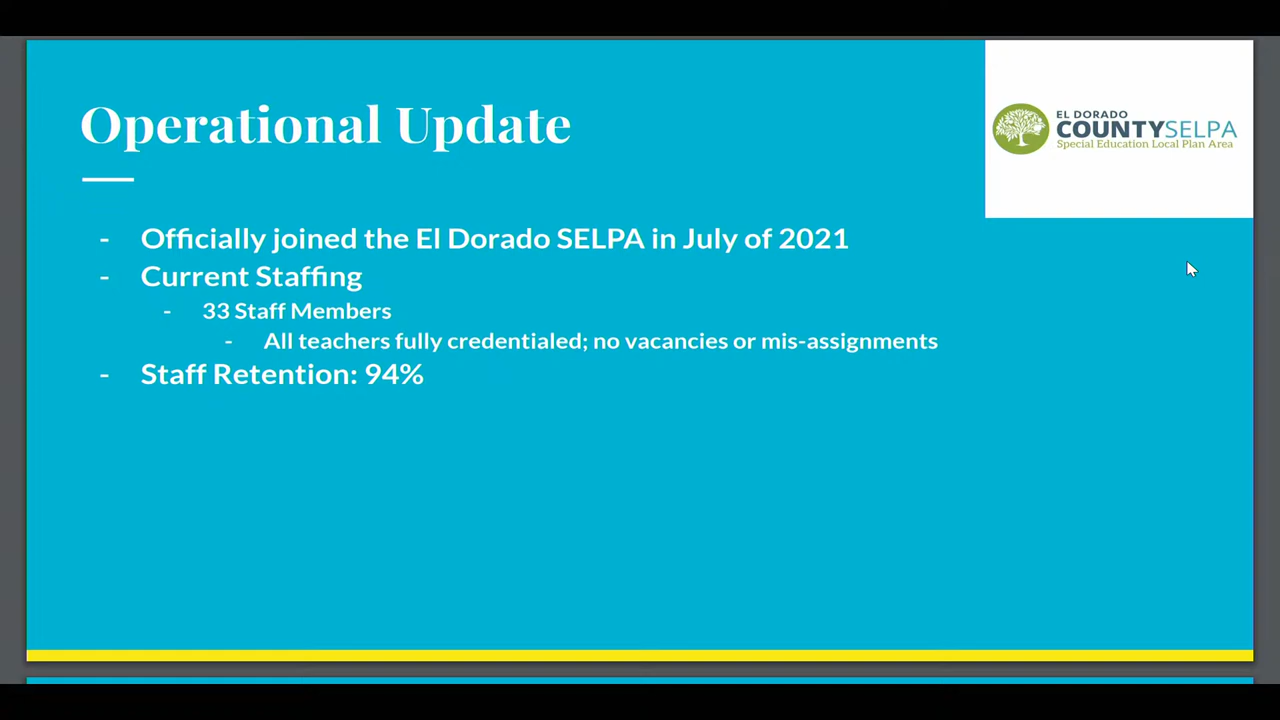 Operational Update
EL DORADO
COUNTYSELPA
Special Education Local Plan Area
- Officially joined the El Dorado SELPA in July of 2021
- Current Staffing
- 33 Staff Members
- All teachers fully credentialed; no vacancies or mis-assignments
- Staff Retention: 94%